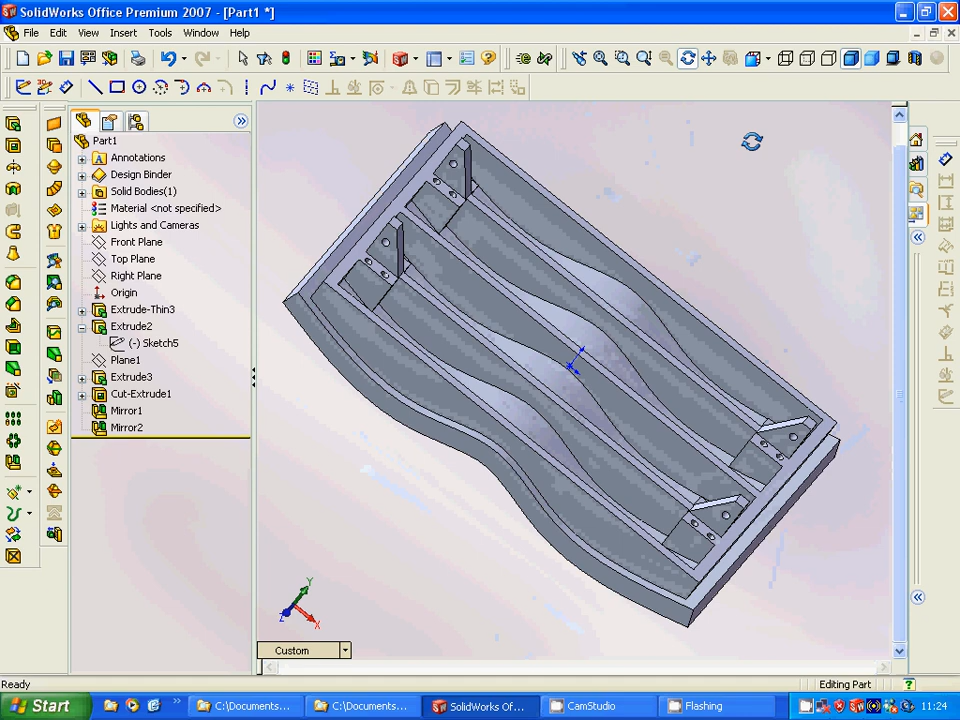 SolidWorks Office Premium 2007 - [Part1 *]
File Edit View Insert Tools Window Help
Part1
Annotations
Design Binder
Solid Bodies(1)
Material <not specified>
Lights and Cameras
Front Plane
Top Plane
Right Plane
Origin
Extrude-Thin3
Extrude2
(-) Sketch5
Plane1
Extrude3
Cut-Extrude1
Mirror1
Mirror2
Y
X
Z
Custom
Ready
Editing Part
Start
C:\Documents...
C:\Documents...
SolidWorks Of...
CamStudio
Flashing
11:24